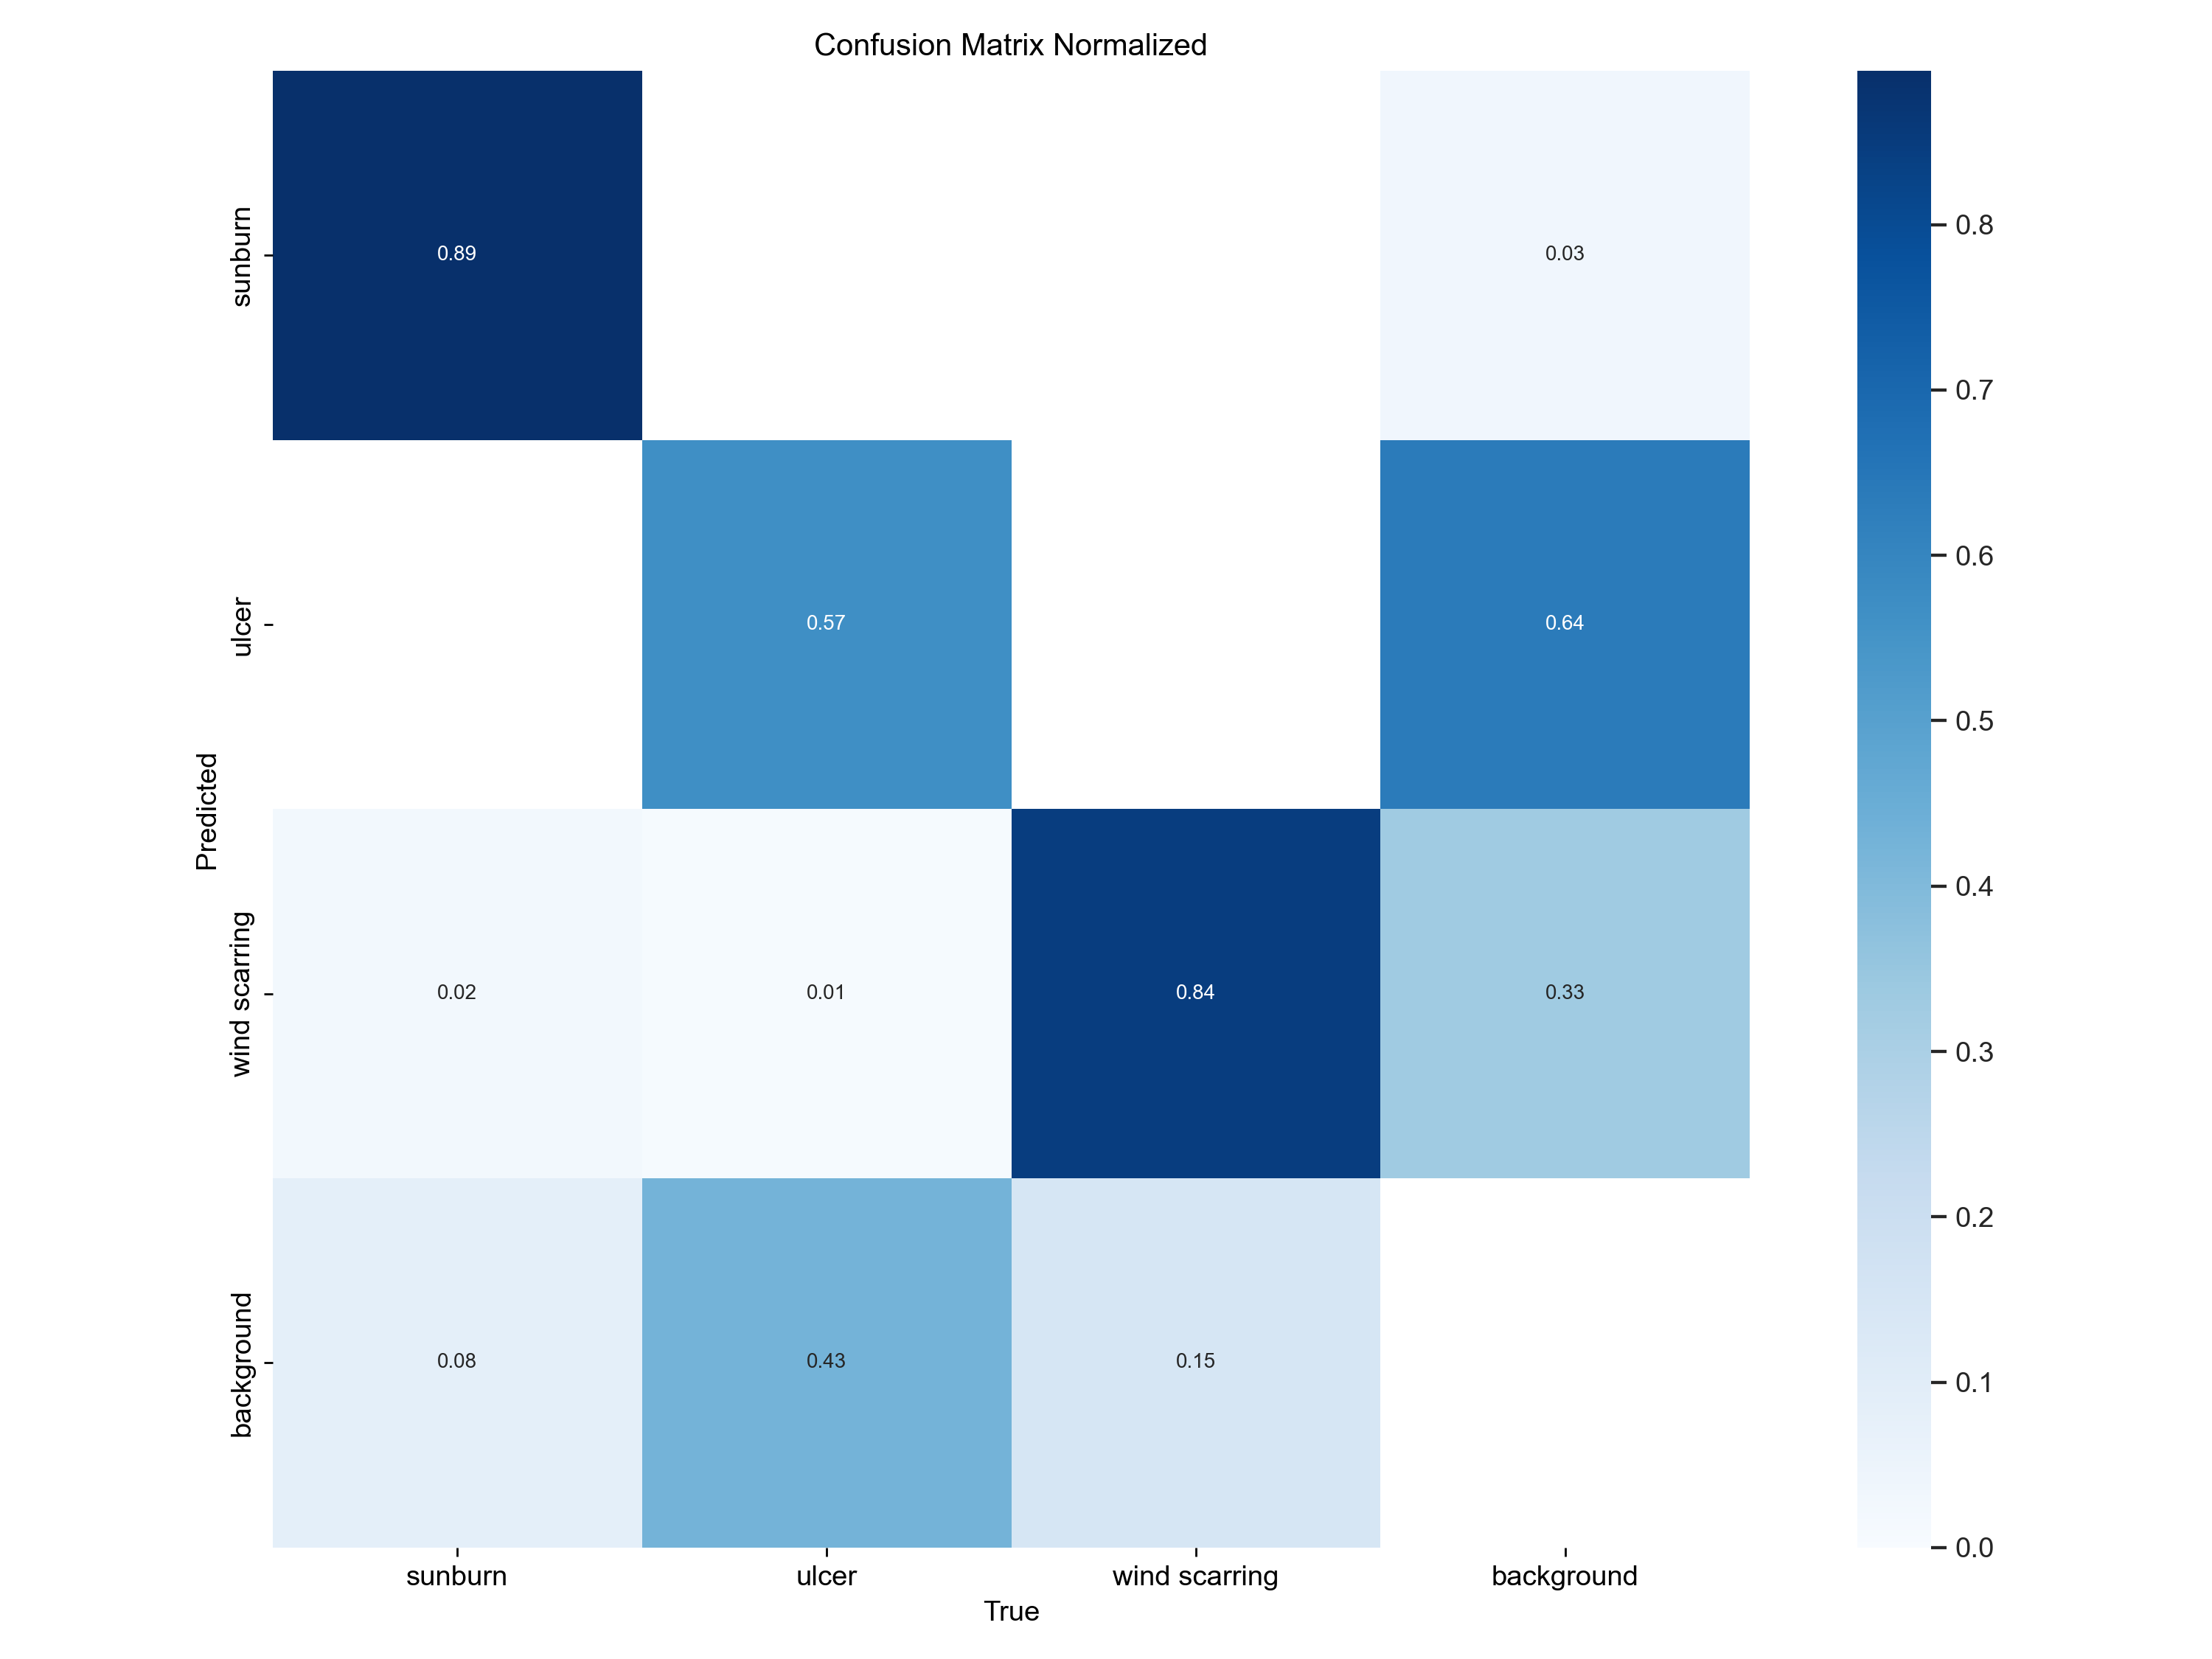 Confusion Matrix Normalized
sunburn
0.89
0.03
ulcer
0.57
0.64
wind scarring
0.02
0.01
0.84
0.33
background
0.08
0.43
0.15
Predicted
sunburn
ulcer
wind scarring
background
True
0.8
0.7
0.6
0.5
0.4
0.3
0.2
0.1
0.0